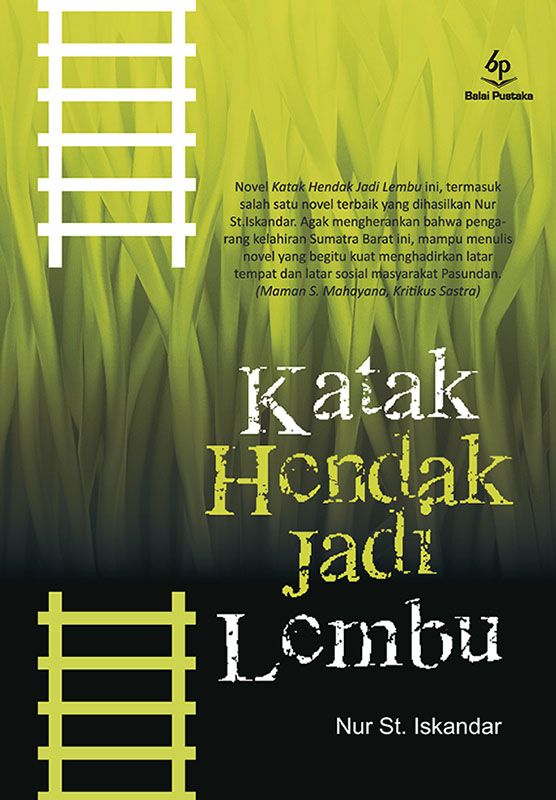 bp
Balai Pustaka
Novel Katak Hendak Jadi Lembu ini, termasuk
salah satu novel terbaik yang dihasilkan Nur
St.Iskandar. Agak mengherankan bahwa penga-
rang kelahiran Sumatra Barat ini, mampu menulis
novel yang begitu kuat menghadirkan latar
tempat dan latar sosial masyarakat Pasundan.
(Maman S. Mahayana, Kritikus Sastra)
Katak
Hendak
Jadi
Lembu
Nur St. Iskandar